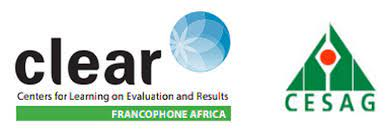 clear
Centers for Learning on Evaluation and Results
FRANCOPHONE AFRICA
CESAG